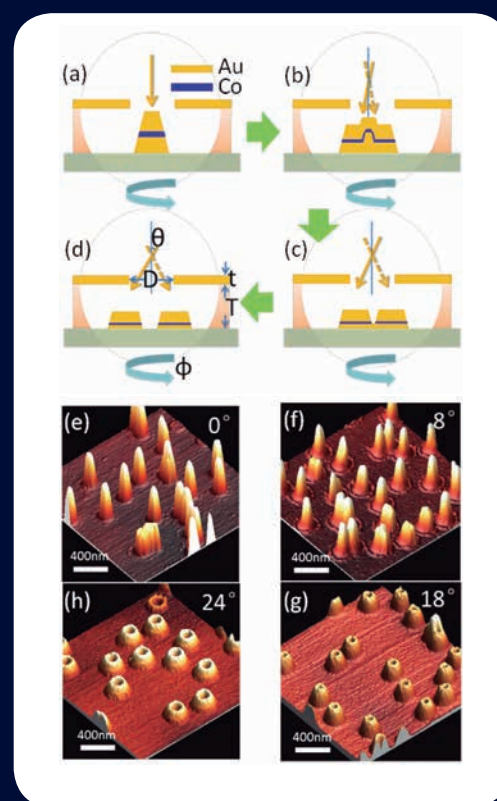 (a)
Au
Co
(b)
(d)
θ
D
t
T
ϕ
(c)
(e)
0°
400nm
(f)
8°
400nm
(h)
24°
400nm
(g)
18°
400nm